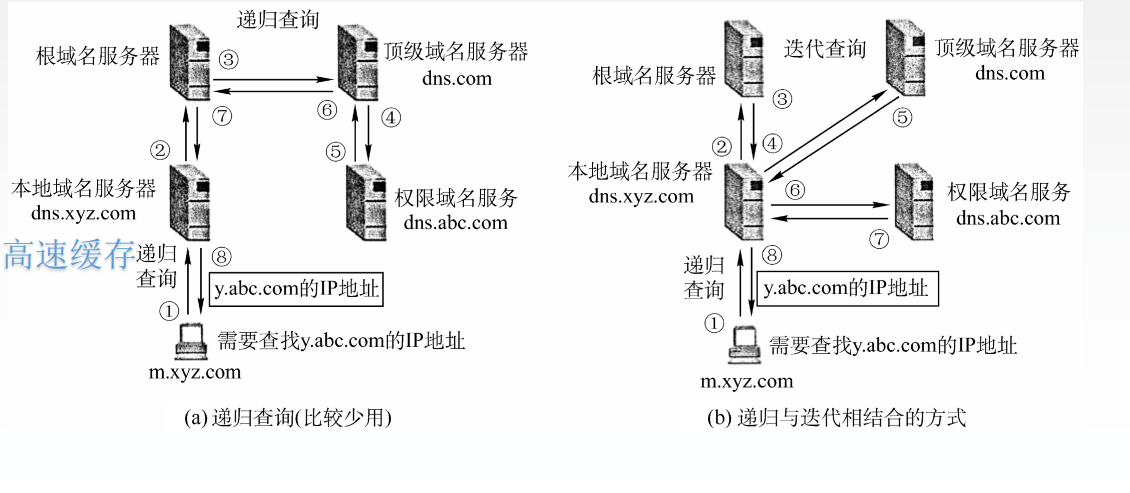 递归查询
根域名服务器
③
顶级域名服务器
dns.com
⑥
⑦
④
②
⑤
本地域名服务器
dns.xyz.com
权限域名服务
dns.abc.com
高速缓存
递归
查询
⑧
y.abc.com的IP地址
①
需要查找y.abc.com的IP地址
m.xyz.com
(a) 递归查询(比较少用)
迭代查询
顶级域名服务器
dns.com
根域名服务器
③
⑤
②
④
本地域名服务器
dns.xyz.com
⑥
权限域名服务
dns.abc.com
⑦
⑧
递归
查询
y.abc.com的IP地址
①
需要查找y.abc.com的IP地址
m.xyz.com
(b) 递归与迭代相结合的方式